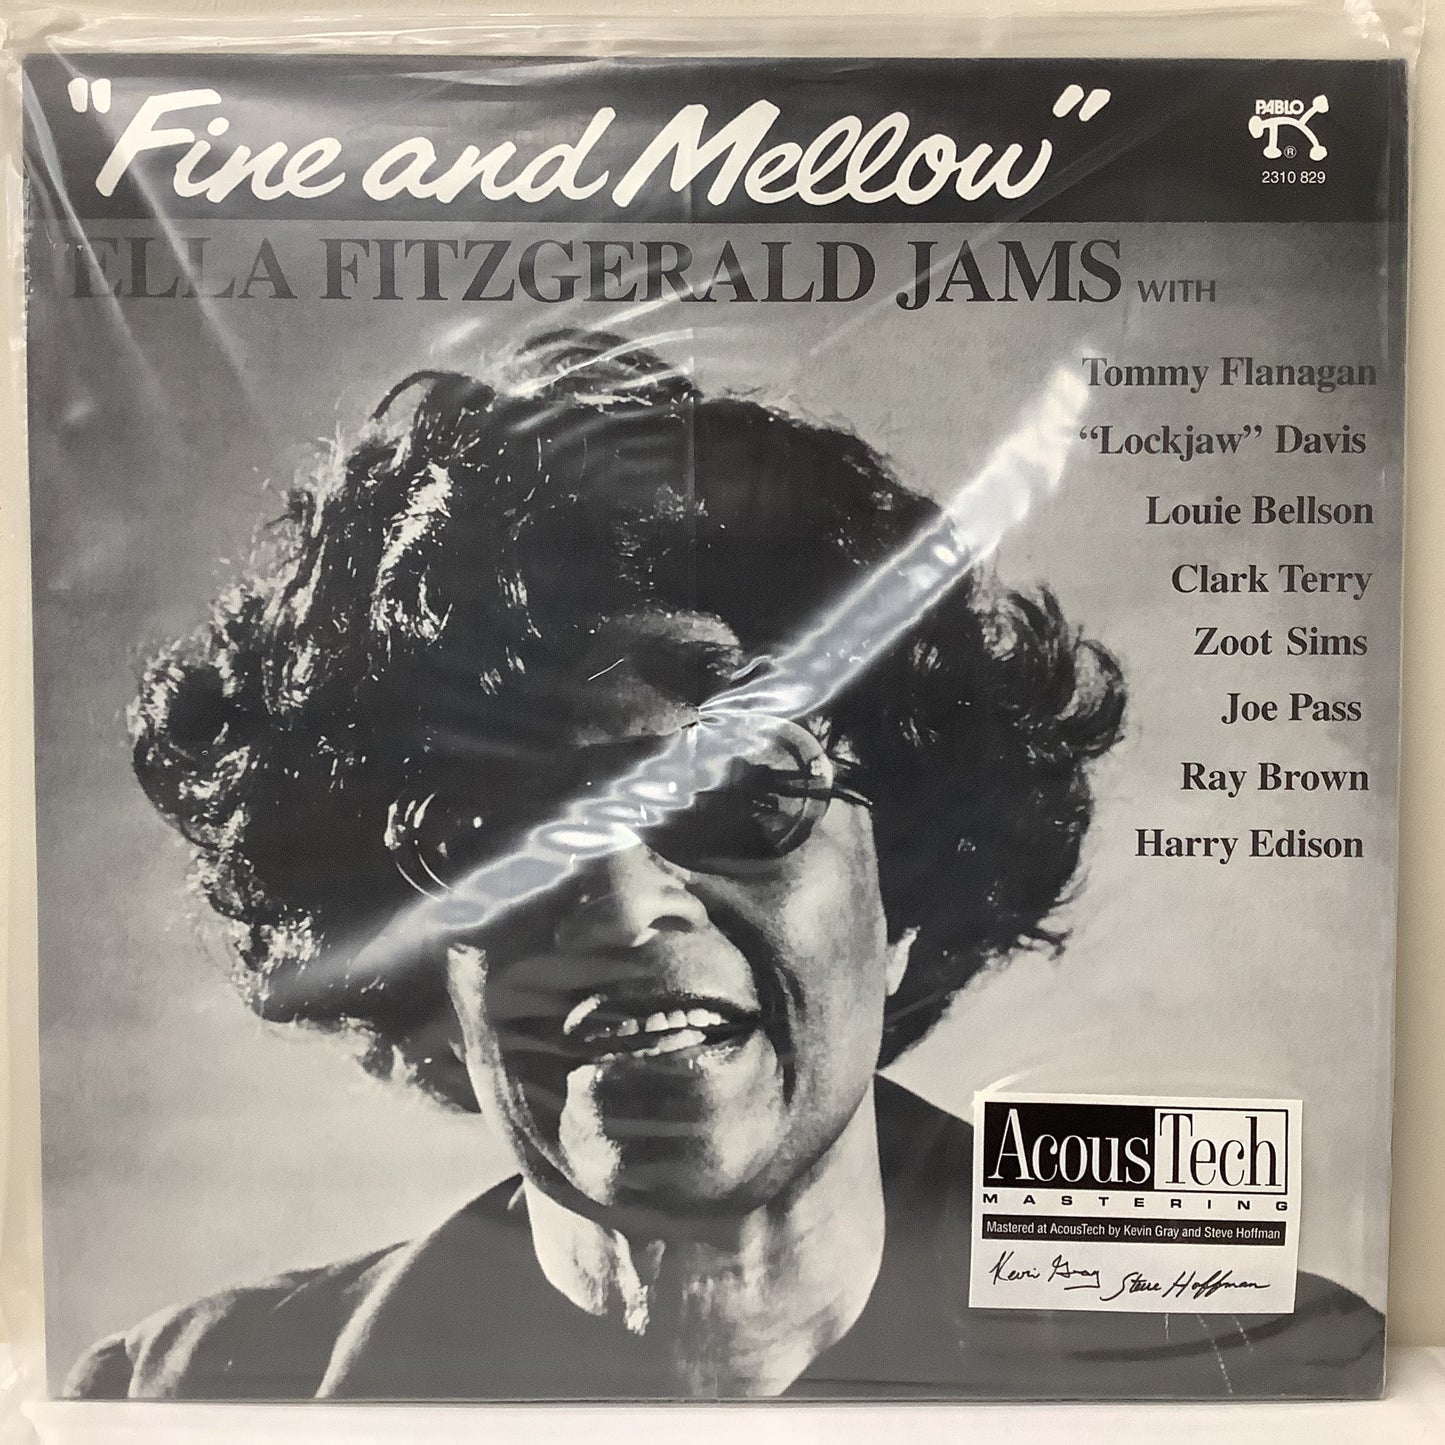 "Fine and Mellow"
PABLO
®
2310 829
ELLA FITZGERALD JAMS WITH
Tommy Flanagan
“Lockjaw” Davis
Louie Bellson
Clark Terry
Zoot Sims
Joe Pass
Ray Brown
Harry Edison
AcousTech
MASTERING
Mastered at AcousTech by Kevin Gray and Steve Hoffman
Kevin Gray Steve Hoffman